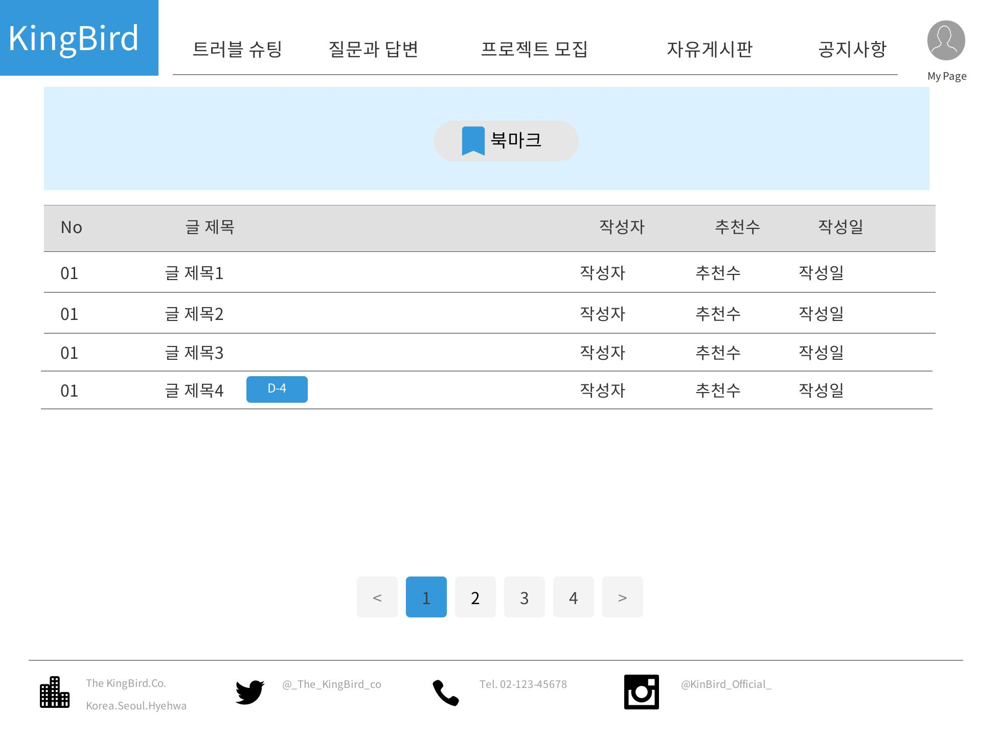 KingBird
트러블 슈팅 질문과 답변 프로젝트 모집 자유게시판 공지사항
My Page
북마크
No 글 제목 작성자 추천수 작성일
01 글 제목1 작성자 추천수 작성일
01 글 제목2 작성자 추천수 작성일
01 글 제목3 작성자 추천수 작성일
01 글 제목4 D-4 작성자 추천수 작성일
< 1 2 3 4 >
The KingBird.Co. @_The_KingBird_co Tel. 02-123-45678 @KinBird_Official_
Korea.Seoul.Hyehwa